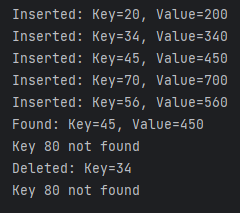 Inserted: Key=20, Value=200
Inserted: Key=34, Value=340
Inserted: Key=45, Value=450
Inserted: Key=70, Value=700
Inserted: Key=56, Value=560
Found: Key=45, Value=450
Key 80 not found
Deleted: Key=34
Key 80 not found